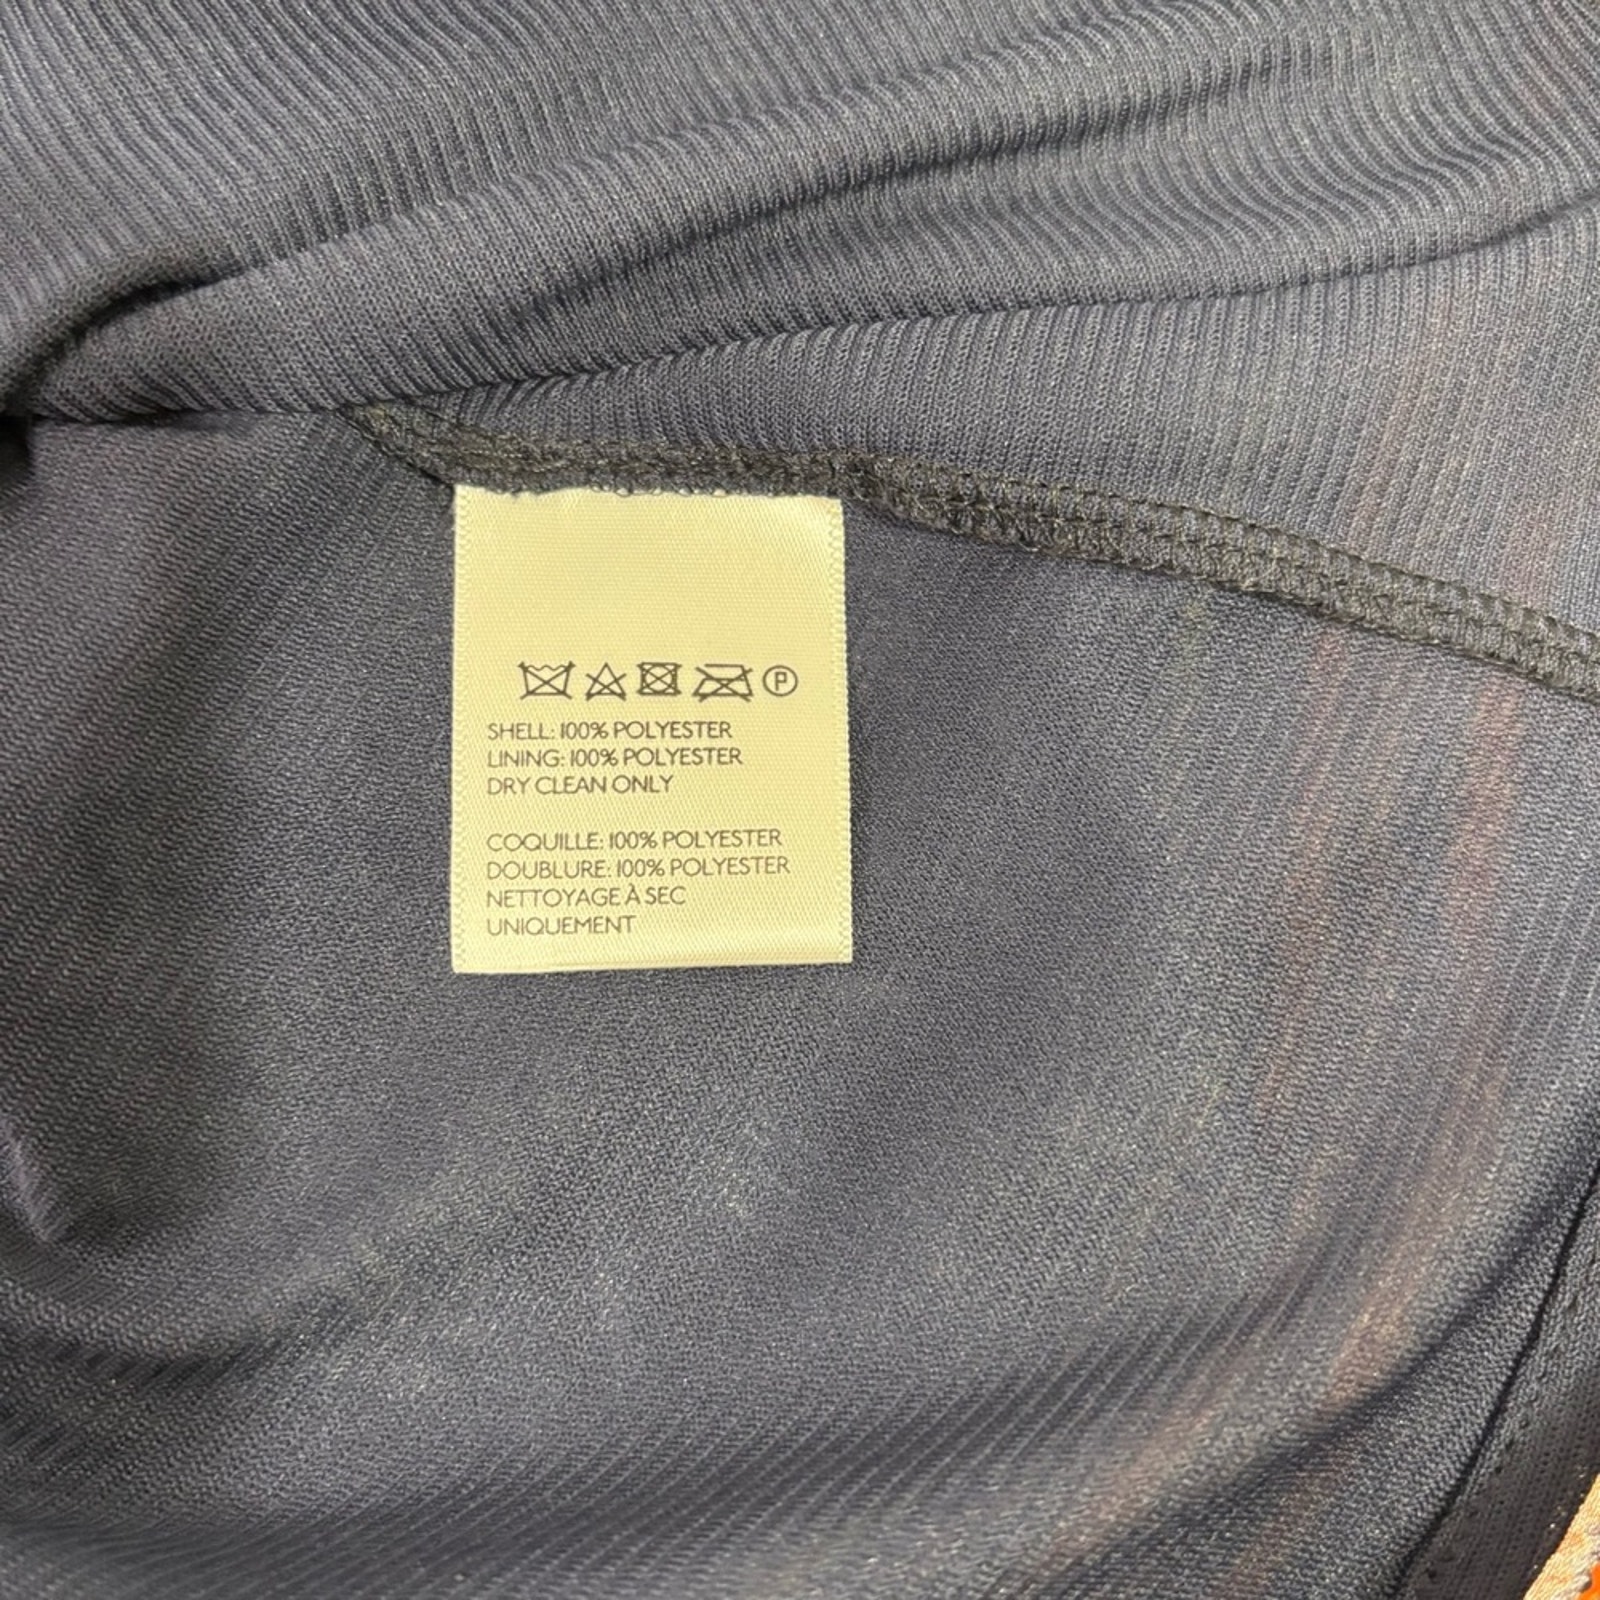 P
SHELL: 100% POLYESTER
LINING: 100% POLYESTER
DRY CLEAN ONLY
COQUILLE: 100% POLYESTER
DOUBLURE: 100% POLYESTER
NETTOYAGE À SEC
UNIQUEMENT